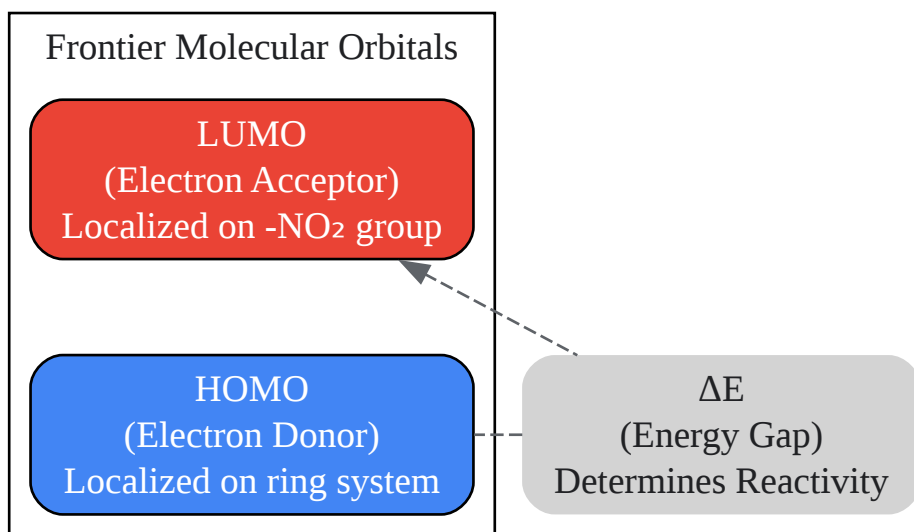 Frontier Molecular Orbitals
LUMO
(Electron Acceptor)
Localized on -NO₂ group
HOMO
(Electron Donor)
Localized on ring system
ΔE
(Energy Gap)
Determines Reactivity